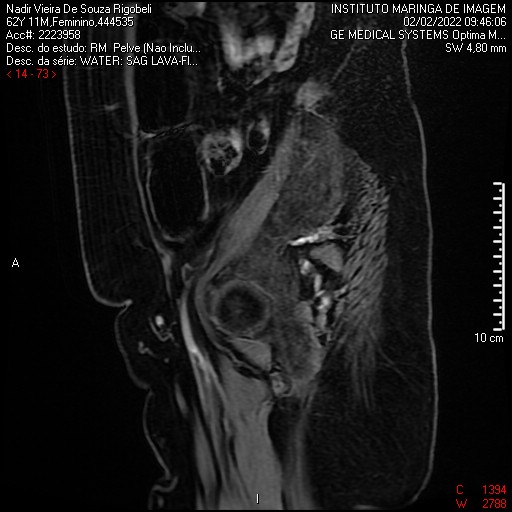 Nadir Vieira De Souza Rigobeli
62Y 11M,Feminino,444535
Acc#: 2223958
Desc. do estudo: RM Pelve (Nao Inclu...
Desc. da série: WATER: SAG LAVA-Fl...
< 14 - 73 >
INSTITUTO MARINGA DE IMAGEM
02/02/2022 09:46:06
GE MEDICAL SYSTEMS Optima M...
SW 4,80 mm
A
10 cm
I
C 1394
W 2788